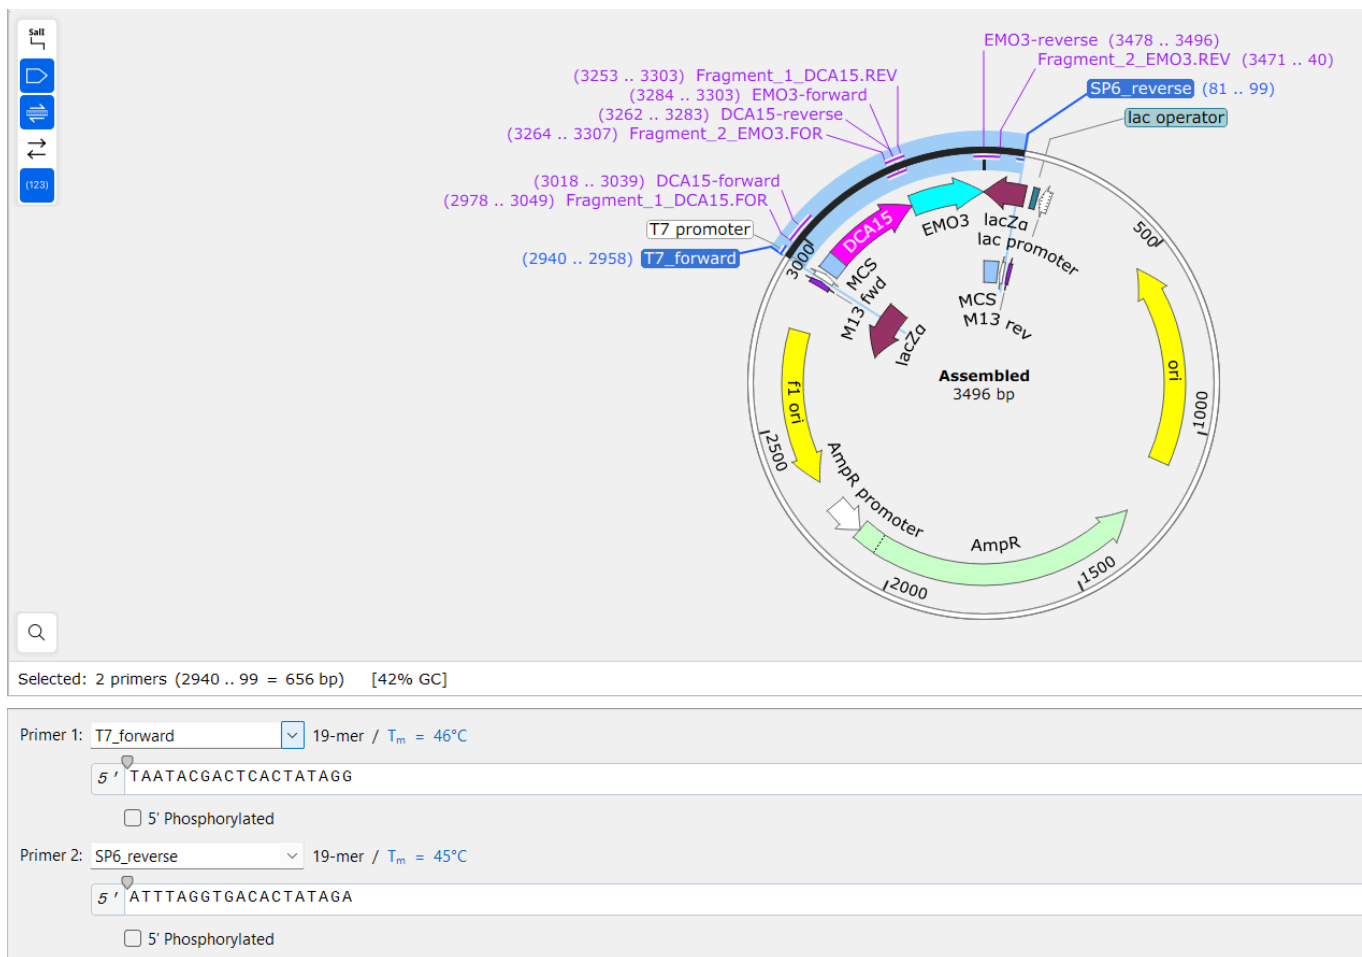 SalI
(123)
EMO3-reverse (3478 .. 3496)
Fragment_2_EMO3.REV (3471 .. 40)
(3253 .. 3303) Fragment_1_DCA15.REV
SP6_reverse (81 .. 99)
(3284 .. 3303) EMO3-forward
(3262 .. 3283) DCA15-reverse
lac operator
(3264 .. 3307) Fragment_2_EMO3.FOR
(3018 .. 3039) DCA15-forward
(2978 .. 3049) Fragment_1_DCA15.FOR
T7 promoter
(2940 .. 2958) T7_forward
DCA15
EMO3
lacZα
lac promoter
500
3000
MCS
M13 fwd
lacZα
MCS
M13 rev
Assembled
3496 bp
ori
f1 ori
1000
2500
AmpR promoter
AmpR
1500
2000
Selected: 2 primers (2940 .. 99 = 656 bp) [42% GC]
Primer 1: T7_forward 19-mer / Tm = 46°C
5' TAATACGACTCACTATAGG
5' Phosphorylated
Primer 2: SP6_reverse 19-mer / Tm = 45°C
5' ATTTAGGTGACACTATAGA
5' Phosphorylated